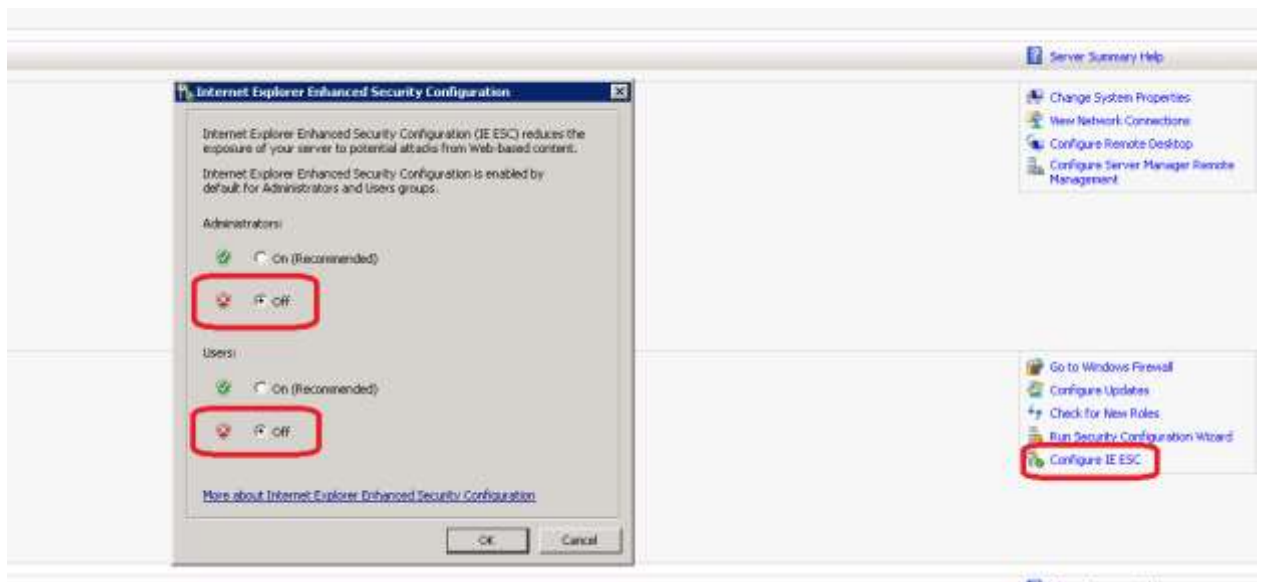 Server Summary Help
Internet Explorer Enhanced Security Configuration
Internet Explorer Enhanced Security Configuration (IE ESC) reduces the
exposure of your server to potential attacks from Web-based content.
Internet Explorer Enhanced Security Configuration is enabled by
default for Administrators and Users groups.
Administrators:
On (Recommended)
Off
Users:
On (Recommended)
Off
More about Internet Explorer Enhanced Security Configuration
OK
Cancel
Change System Properties
View Network Connections
Configure Remote Desktop
Configure Server Manager Remote
Management
Go to Windows Firewall
Configure Updates
Check for New Roles
Run Security Configuration Wizard
Configure IE ESC